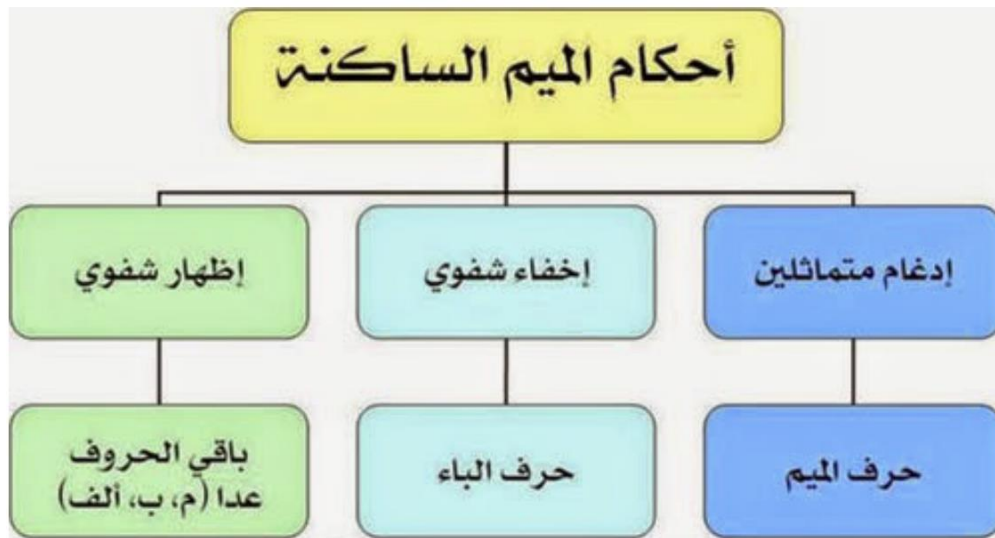 أحكام الميم الساكنة
إدغام متماثلين
إخفاء شفوي
إظهار شفوي
حرف الميم
حرف الباء
باقي الحروف
عدا (م، ب، ألف)